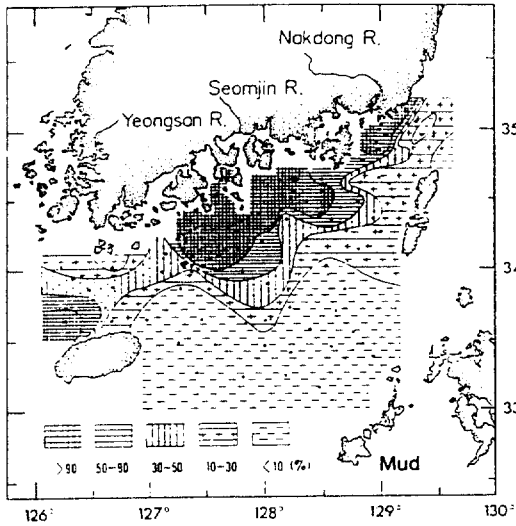 Nakdong R.
Seomjin R.
Yeongsan R.
35
34
33
>90 50-90 30-50 10-30 <10 (%)
Mud
126° 127° 128° 129° 130°